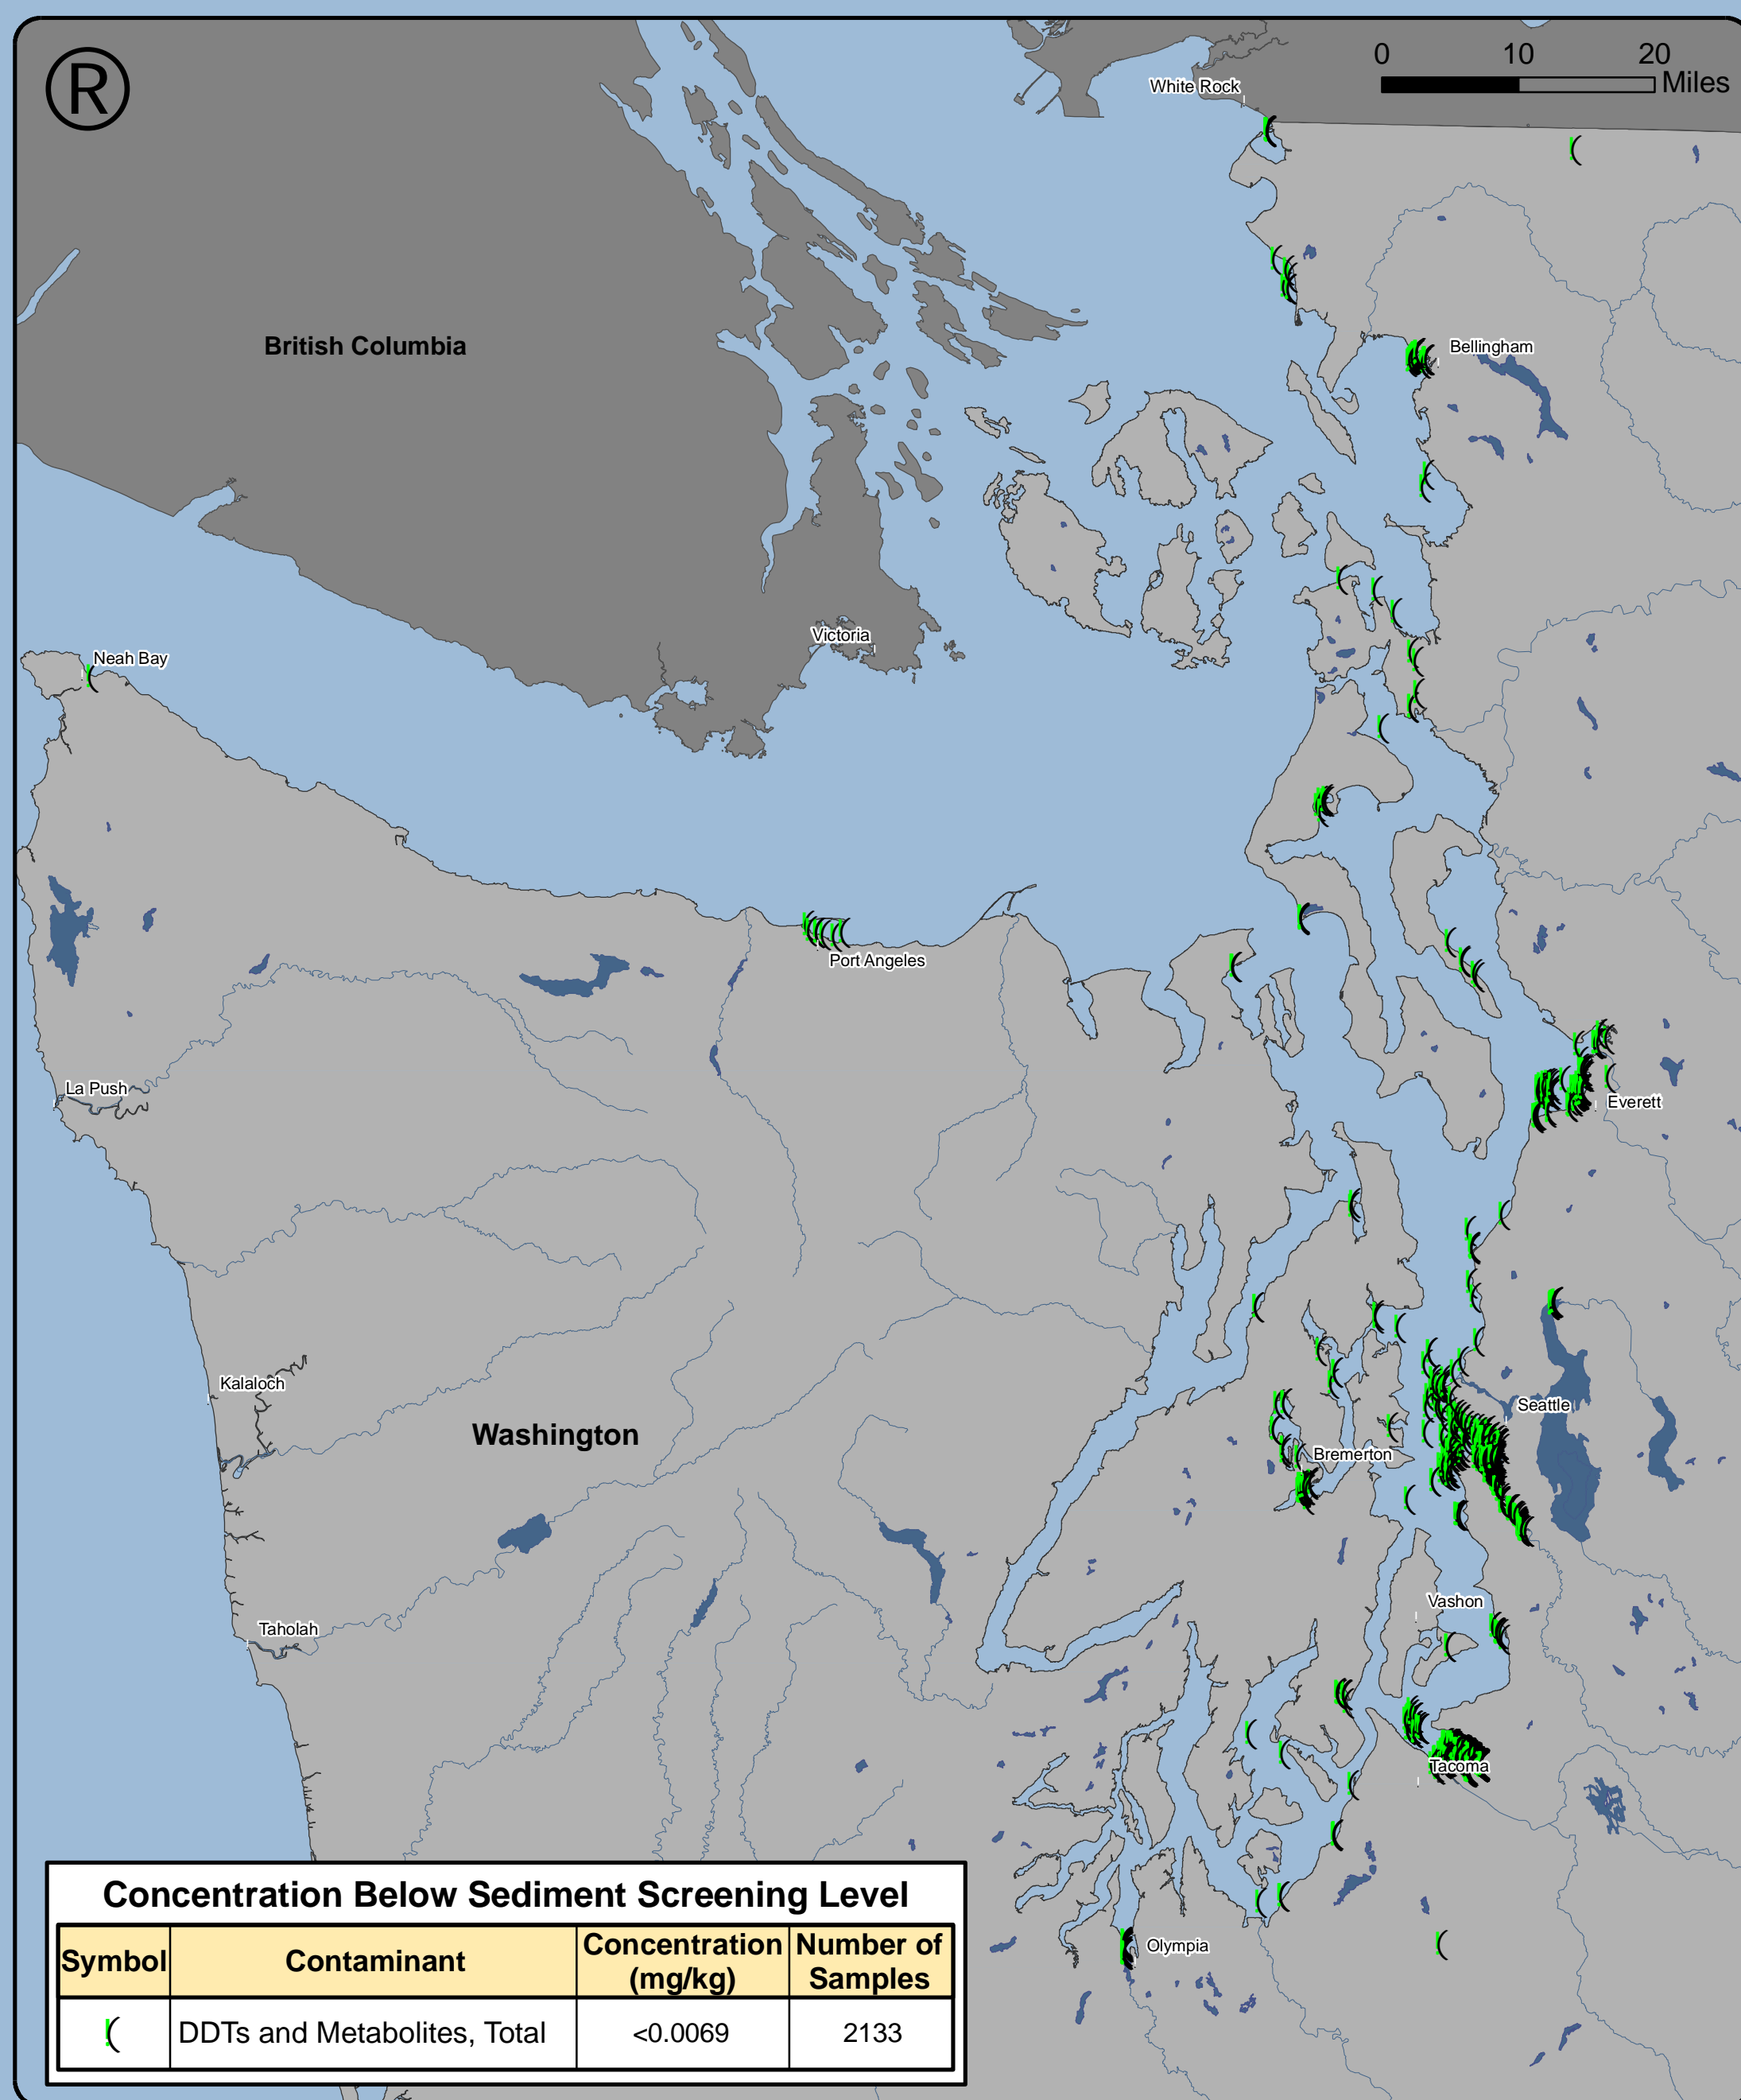 ®
0 10 20
Miles
White Rock
British Columbia
Bellingham
Victoria
Neah Bay
Port Angeles
La Push
Everett
Kalaloch
Seattle
Washington
Bremerton
Vashon
Taholah
Tacoma
Olympia
Concentration Below Sediment Screening Level
Symbol Contaminant Concentration (mg/kg) Number of Samples
DDTs and Metabolites, Total <0.0069 2133